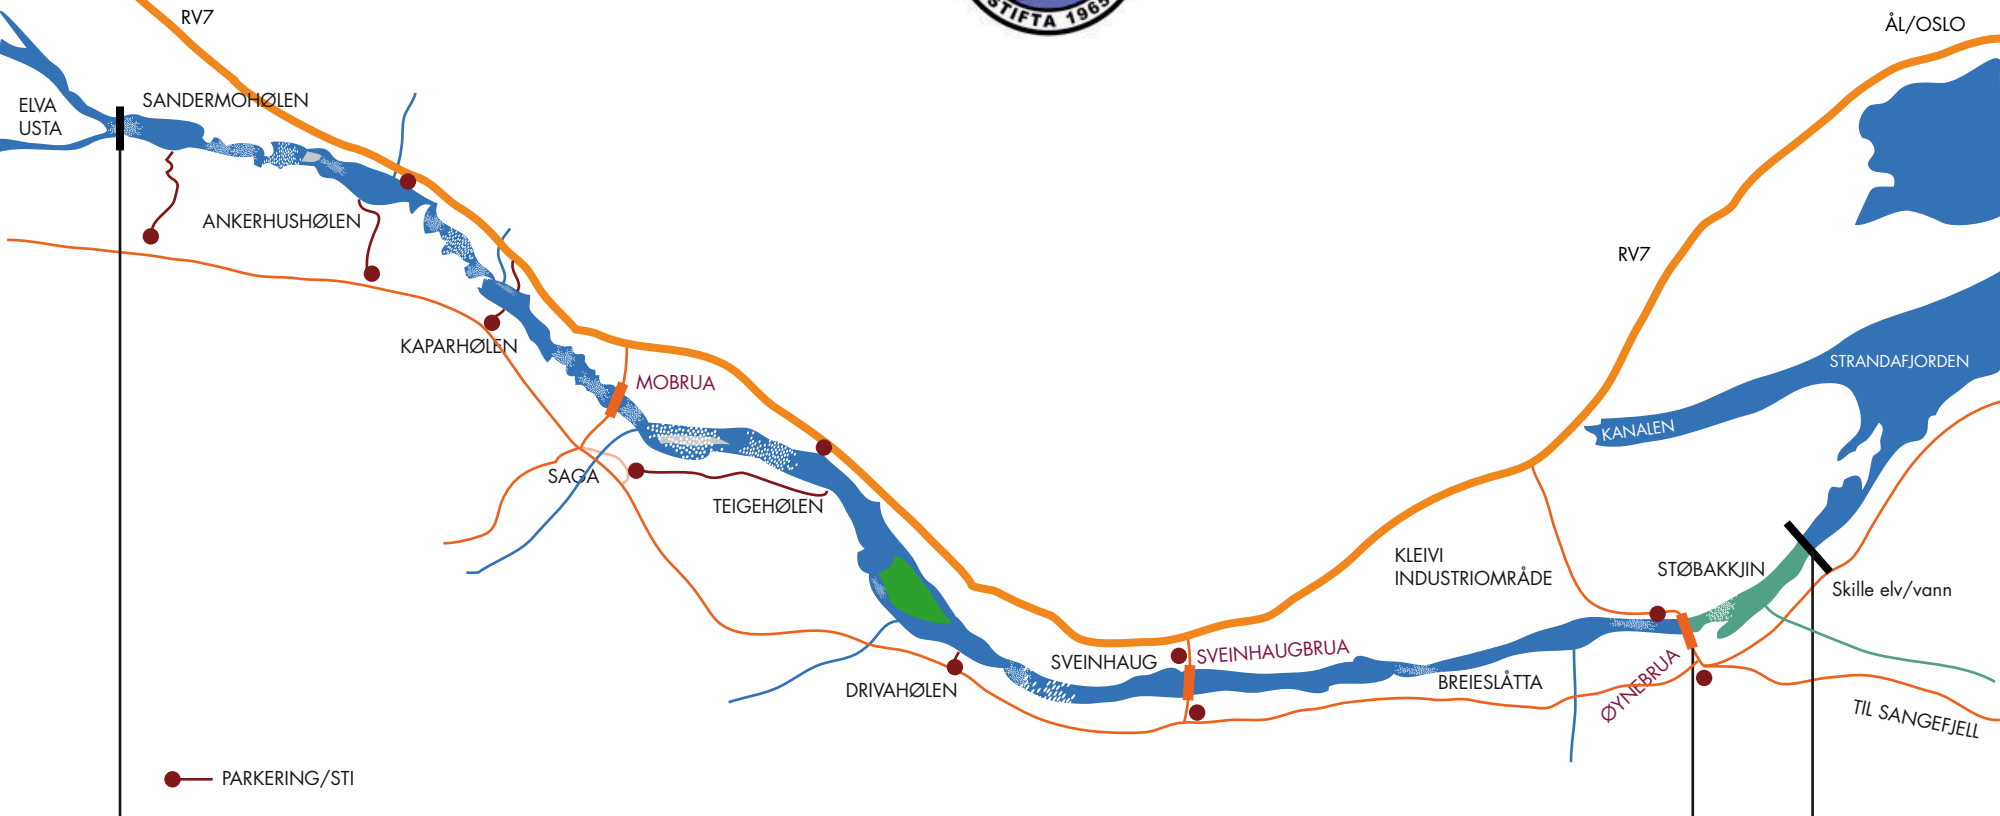 STIFTA 1965
RV7
ÅL/OSLO
ELVA
USTA
SANDERMOHØLEN
ANKERHUSHØLEN
RV7
KAPARHØLEN
MOBRUA
STRANDAFJORDEN
KANALEN
SAGA
TEIGEHØLEN
KLEIVI
INDUSTRIOMRÅDE
STØBAKKJIN
Skille elv/vann
SVEINHAUG
SVEINHAUGBRUA
DRIVAHØLEN
BREIESLÅTTA
ØYNEBRUA
TIL SANGEFJELL
PARKERING/STI